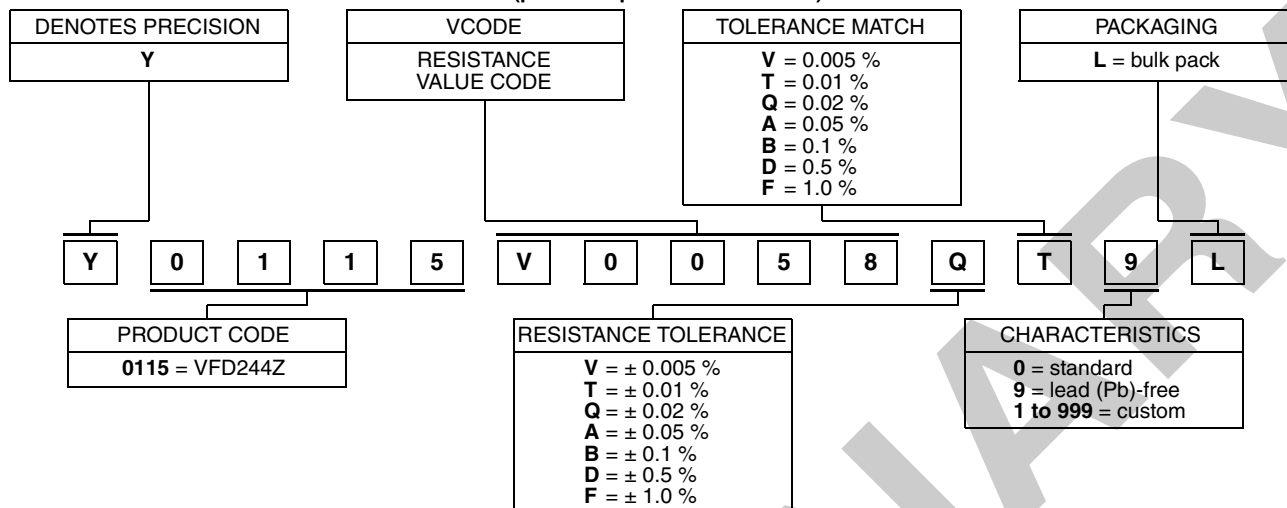 DENOTES PRECISION
Y
VCODE
RESISTANCE
VALUE CODE
TOLERANCE MATCH
V = 0.005 %
T = 0.01 %
Q = 0.02 %
A = 0.05 %
B = 0.1 %
D = 0.5 %
F = 1.0 %
PACKAGING
L = bulk pack
Y 0 1 1 5 V 0 0 5 8 Q T 9 L
PRODUCT CODE
0115 = VFD244Z
RESISTANCE TOLERANCE
V = ± 0.005 %
T = ± 0.01 %
Q = ± 0.02 %
A = ± 0.05 %
B = ± 0.1 %
D = ± 0.5 %
F = ± 1.0 %
CHARACTERISTICS
0 = standard
9 = lead (Pb)-free
1 to 999 = custom